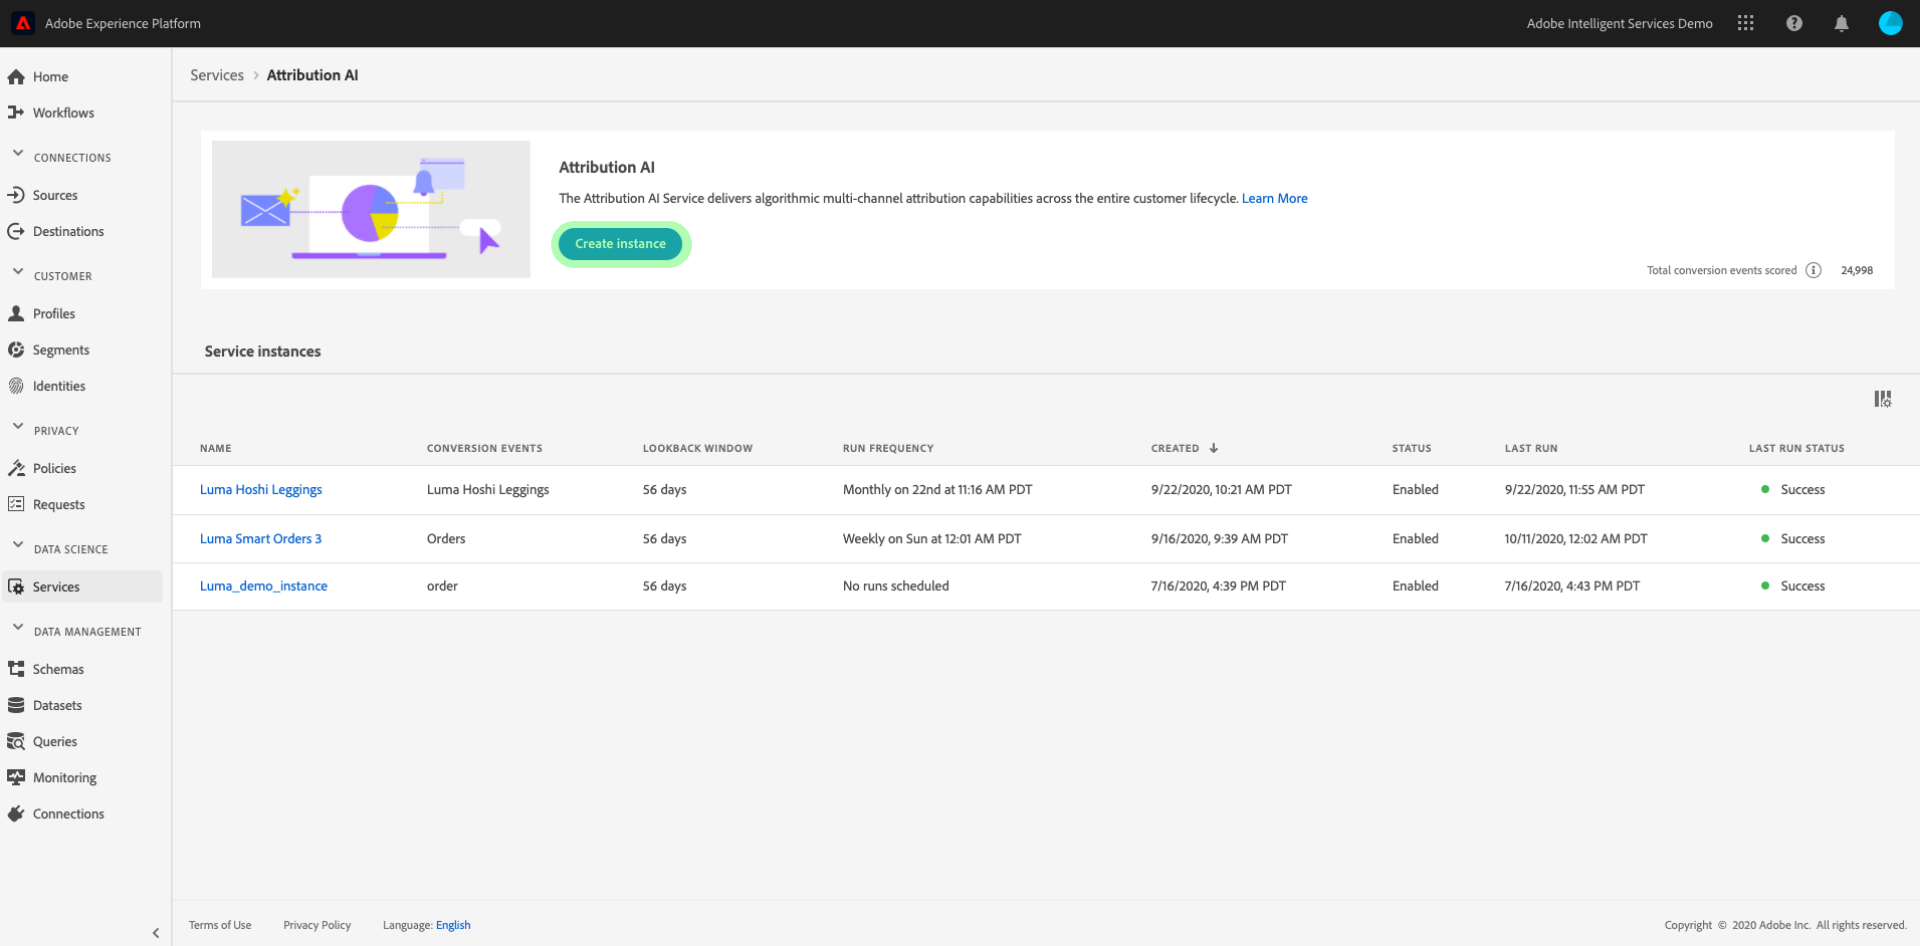 Adobe Experience Platform
Adobe Intelligent Services Demo
Home
Workflows
CONNECTIONS
Sources
Destinations
CUSTOMER
Profiles
Segments
Identities
PRIVACY
Policies
Requests
DATA SCIENCE
Services
DATA MANAGEMENT
Schemas
Datasets
Queries
Monitoring
Connections
Services > Attribution AI
Attribution AI
The Attribution AI Service delivers algorithmic multi-channel attribution capabilities across the entire customer lifecycle. Learn More
Create instance
Total conversion events scored 24,998
Service instances
NAME CONVERSION EVENTS LOOKBACK WINDOW RUN FREQUENCY CREATED ↓ STATUS LAST RUN LAST RUN STATUS
Luma Hoshi Leggings Luma Hoshi Leggings 56 days Monthly on 22nd at 11:16 AM PDT 9/22/2020, 10:21 AM PDT Enabled 9/22/2020, 11:55 AM PDT Success
Luma Smart Orders 3 Orders 56 days Weekly on Sun at 12:01 AM PDT 9/16/2020, 9:39 AM PDT Enabled 10/11/2020, 12:02 AM PDT Success
Luma_demo_instance order 56 days No runs scheduled 7/16/2020, 4:39 PM PDT Enabled 7/16/2020, 4:43 PM PDT Success
Terms of Use Privacy Policy Language: English Copyright © 2020 Adobe Inc. All rights reserved.